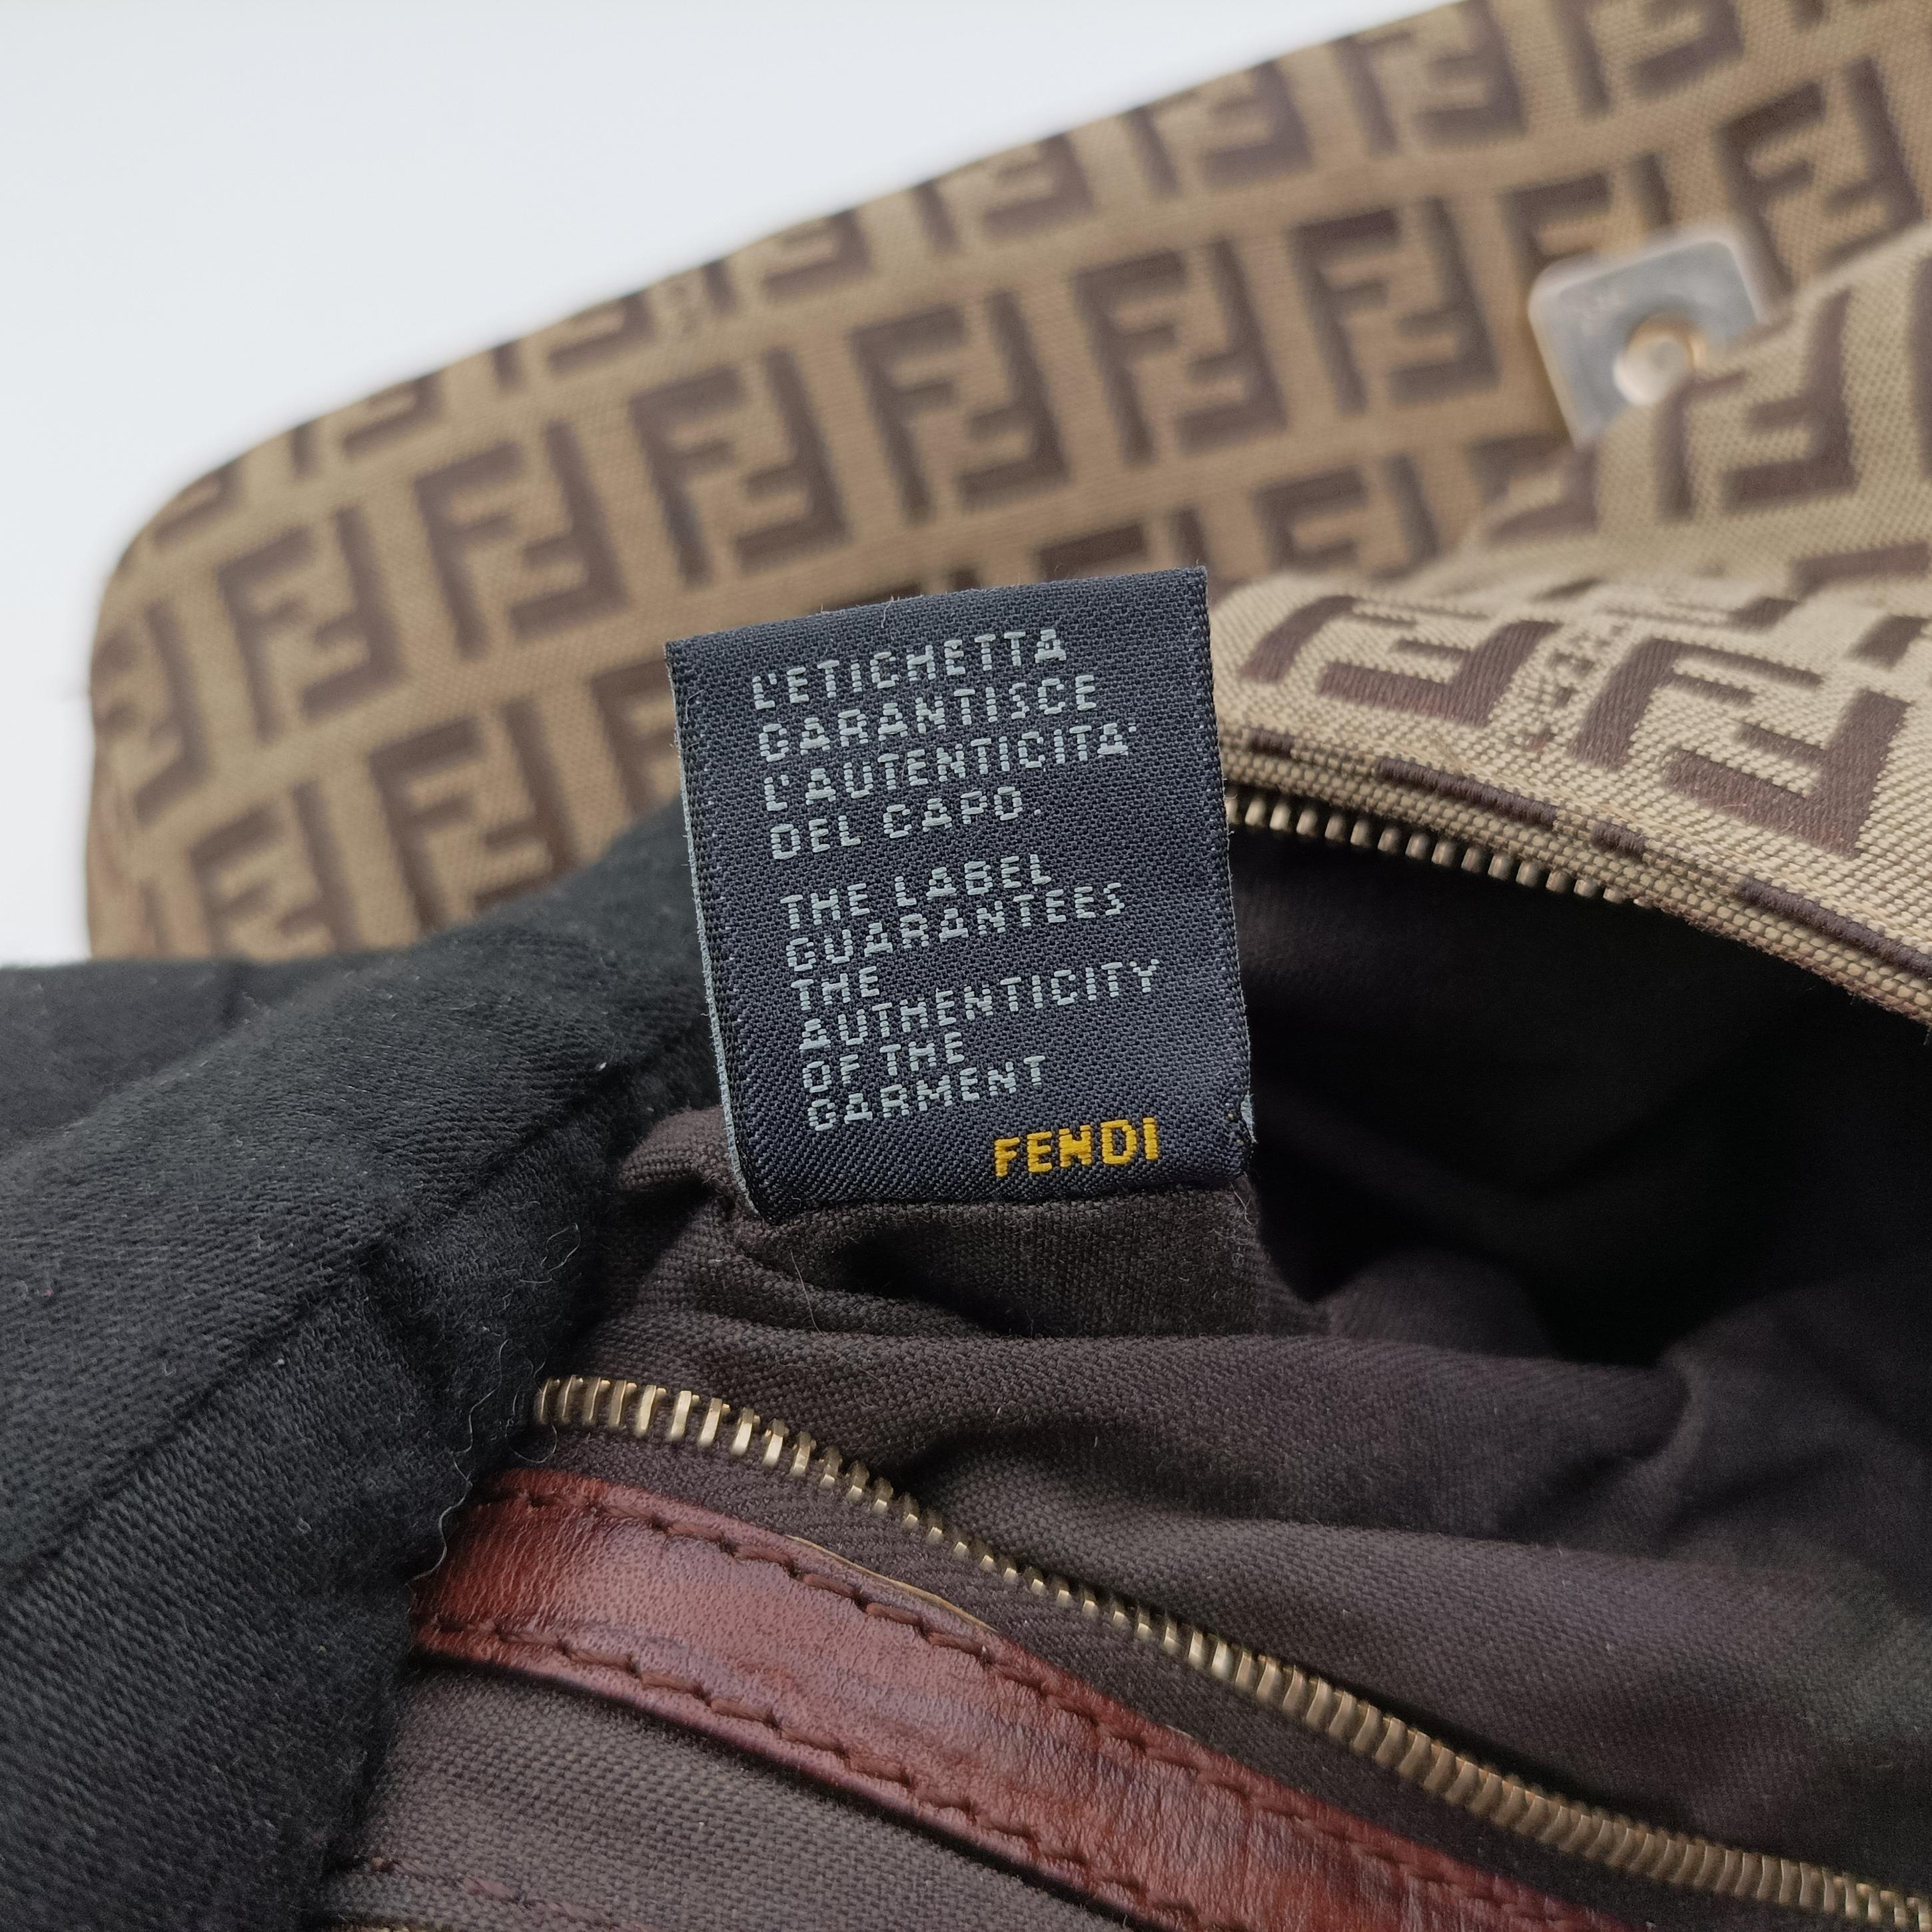 L'ETICHETTA
GARANTISCE
L'AUTENTICITA'
DEL CAPO.
THE LABEL
GUARANTEES
THE
AUTHENTICITY
OF THE
GARMENT
FENDI